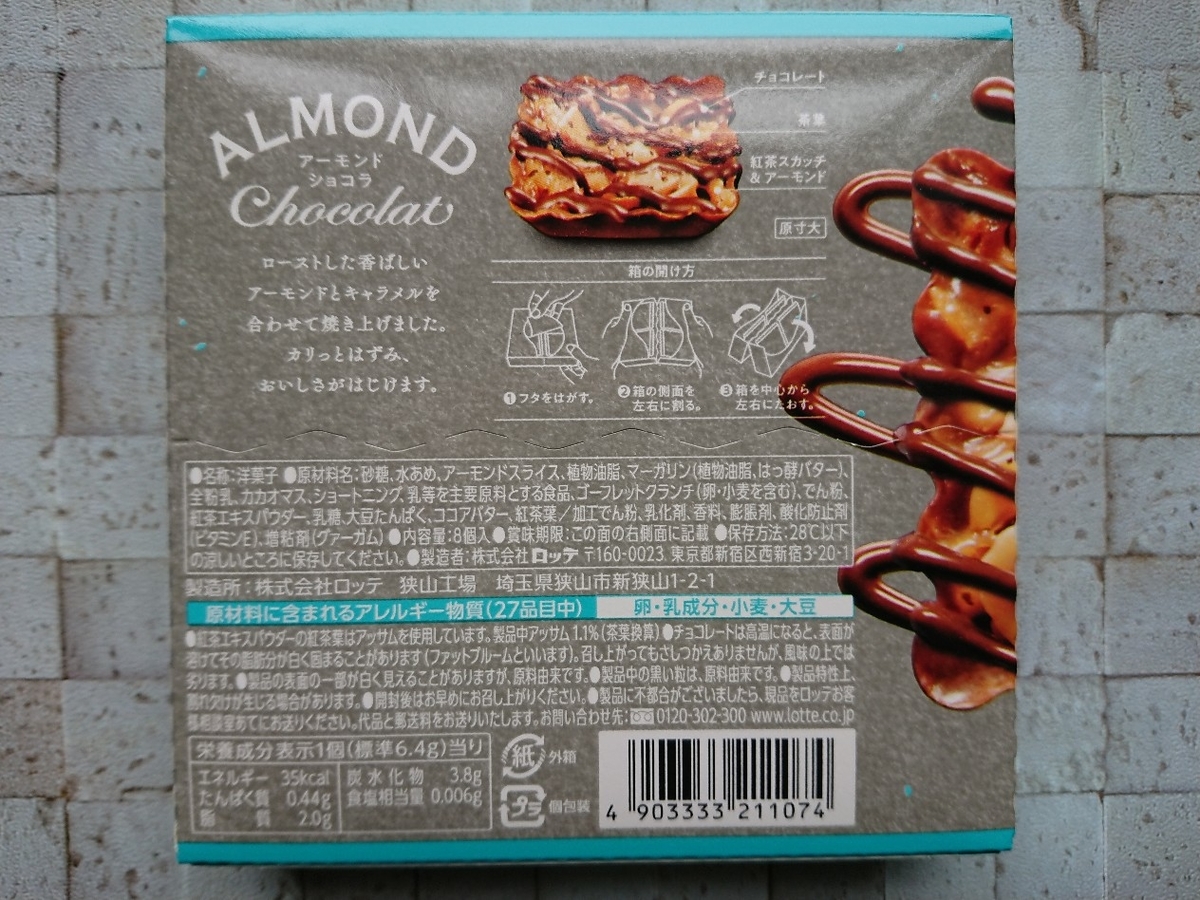 ALMOND
アーモンド
ショコラ
Chocolat
ローストした香ばしい
アーモンドとキャラメルを
合わせて焼き上げました。
カリっとはずみ、
おいしさがはじけます。
チョコレート
茶葉
紅茶スカッチ
&アーモンド
原寸大
箱の開け方
❶フタをはがす。
❷箱の側面を
左右に割る。
❸箱を中心から
左右にたおす。
●名称:洋菓子 ●原材料名:砂糖、水あめ、アーモンドスライス、植物油脂、マーガリン(植物油脂、はっ酵バター)、
全粉乳、カカオマス、ショートニング、乳等を主要原料とする食品、ゴーフレットクランチ(卵・小麦を含む)、でん粉、
紅茶エキスパウダー、乳糖、大豆たんぱく、ココアバター、紅茶葉/加工でん粉、乳化剤、香料、膨脹剤、酸化防止剤
(ビタミンE)、増粘剤(グァーガム) ●内容量:8個入 ●賞味期限:この面の右側面に記載 ●保存方法:28℃以下
の涼しいところに保存してください。●製造者:株式会社ロッテ 〒160-0023 東京都新宿区西新宿3-20-1
製造所:株式会社ロッテ 狭山工場 埼玉県狭山市新狭山1-2-1
原材料に含まれるアレルギー物質(27品目中) 卵・乳成分・小麦・大豆
●紅茶エキスパウダーの紅茶葉はアッサムを使用しています。製品中アッサム1.1%(茶葉換算) ●チョコレートは高温になると、表面が
溶けてその脂肪分が白く固まることがあります(ファットブルームといいます)。召し上がってもさしつかえありませんが、風味の上では
劣ります。●製品の表面の一部が白く見えることがありますが、原料由来です。●製品中の黒い粒は、原料由来です。●製品特性上、
割れ欠けが生じる場合があります。●開封後はお早めにお召し上がりください。●製品に不都合がございましたら、現品をロッテお客
様相談室あてにお送りください。代品と郵送料をお送りいたします。お問い合わせ先:0120-302-300 www.lotte.co.jp
栄養成分表示1個(標準6.4g)当り
エネルギー 35kcal 炭水化物 3.8g
たんぱく質 0.44g 食塩相当量 0.006g
脂質 2.0g
紙 外箱
プラ 個包装
4 903333 211074